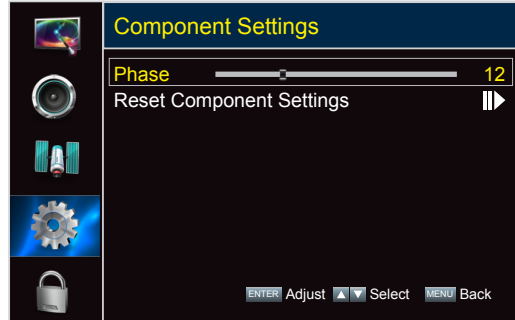 Component Settings
Phase 12
Reset Component Settings
ENTER Adjust Select MENU Back